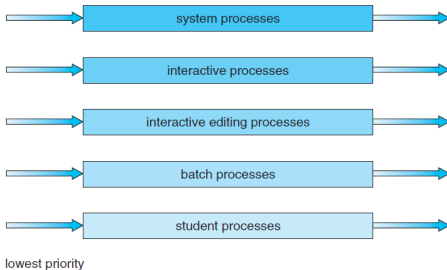 system processes
interactive processes
interactive editing processes
batch processes
student processes
lowest priority